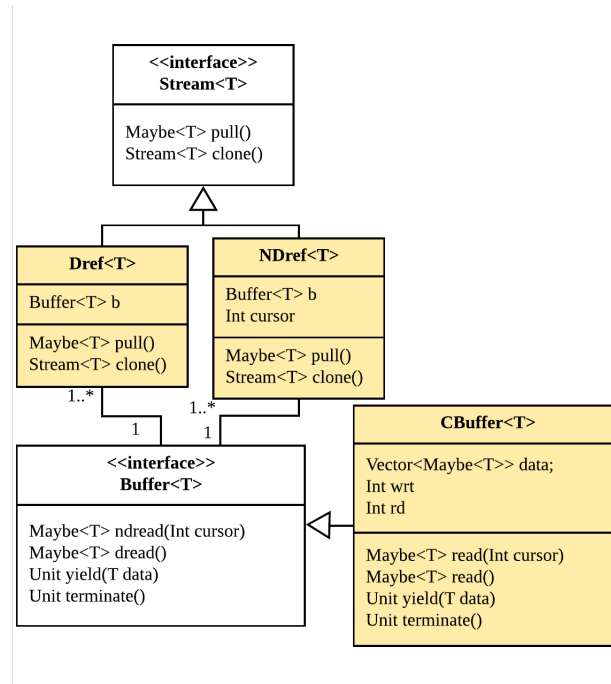 <<interface>>
Stream<T>
Maybe<T> pull()
Stream<T> clone()
Dref<T>
Buffer<T> b
Maybe<T> pull()
Stream<T> clone()
NDref<T>
Buffer<T> b
Int cursor
Maybe<T> pull()
Stream<T> clone()
1..*
1
1..*
1
<<interface>>
Buffer<T>
Maybe<T> ndread(Int cursor)
Maybe<T> dread()
Unit yield(T data)
Unit terminate()
CBuffer<T>
Vector<Maybe<T>> data;
Int wrt
Int rd
Maybe<T> read(Int cursor)
Maybe<T> read()
Unit yield(T data)
Unit terminate()